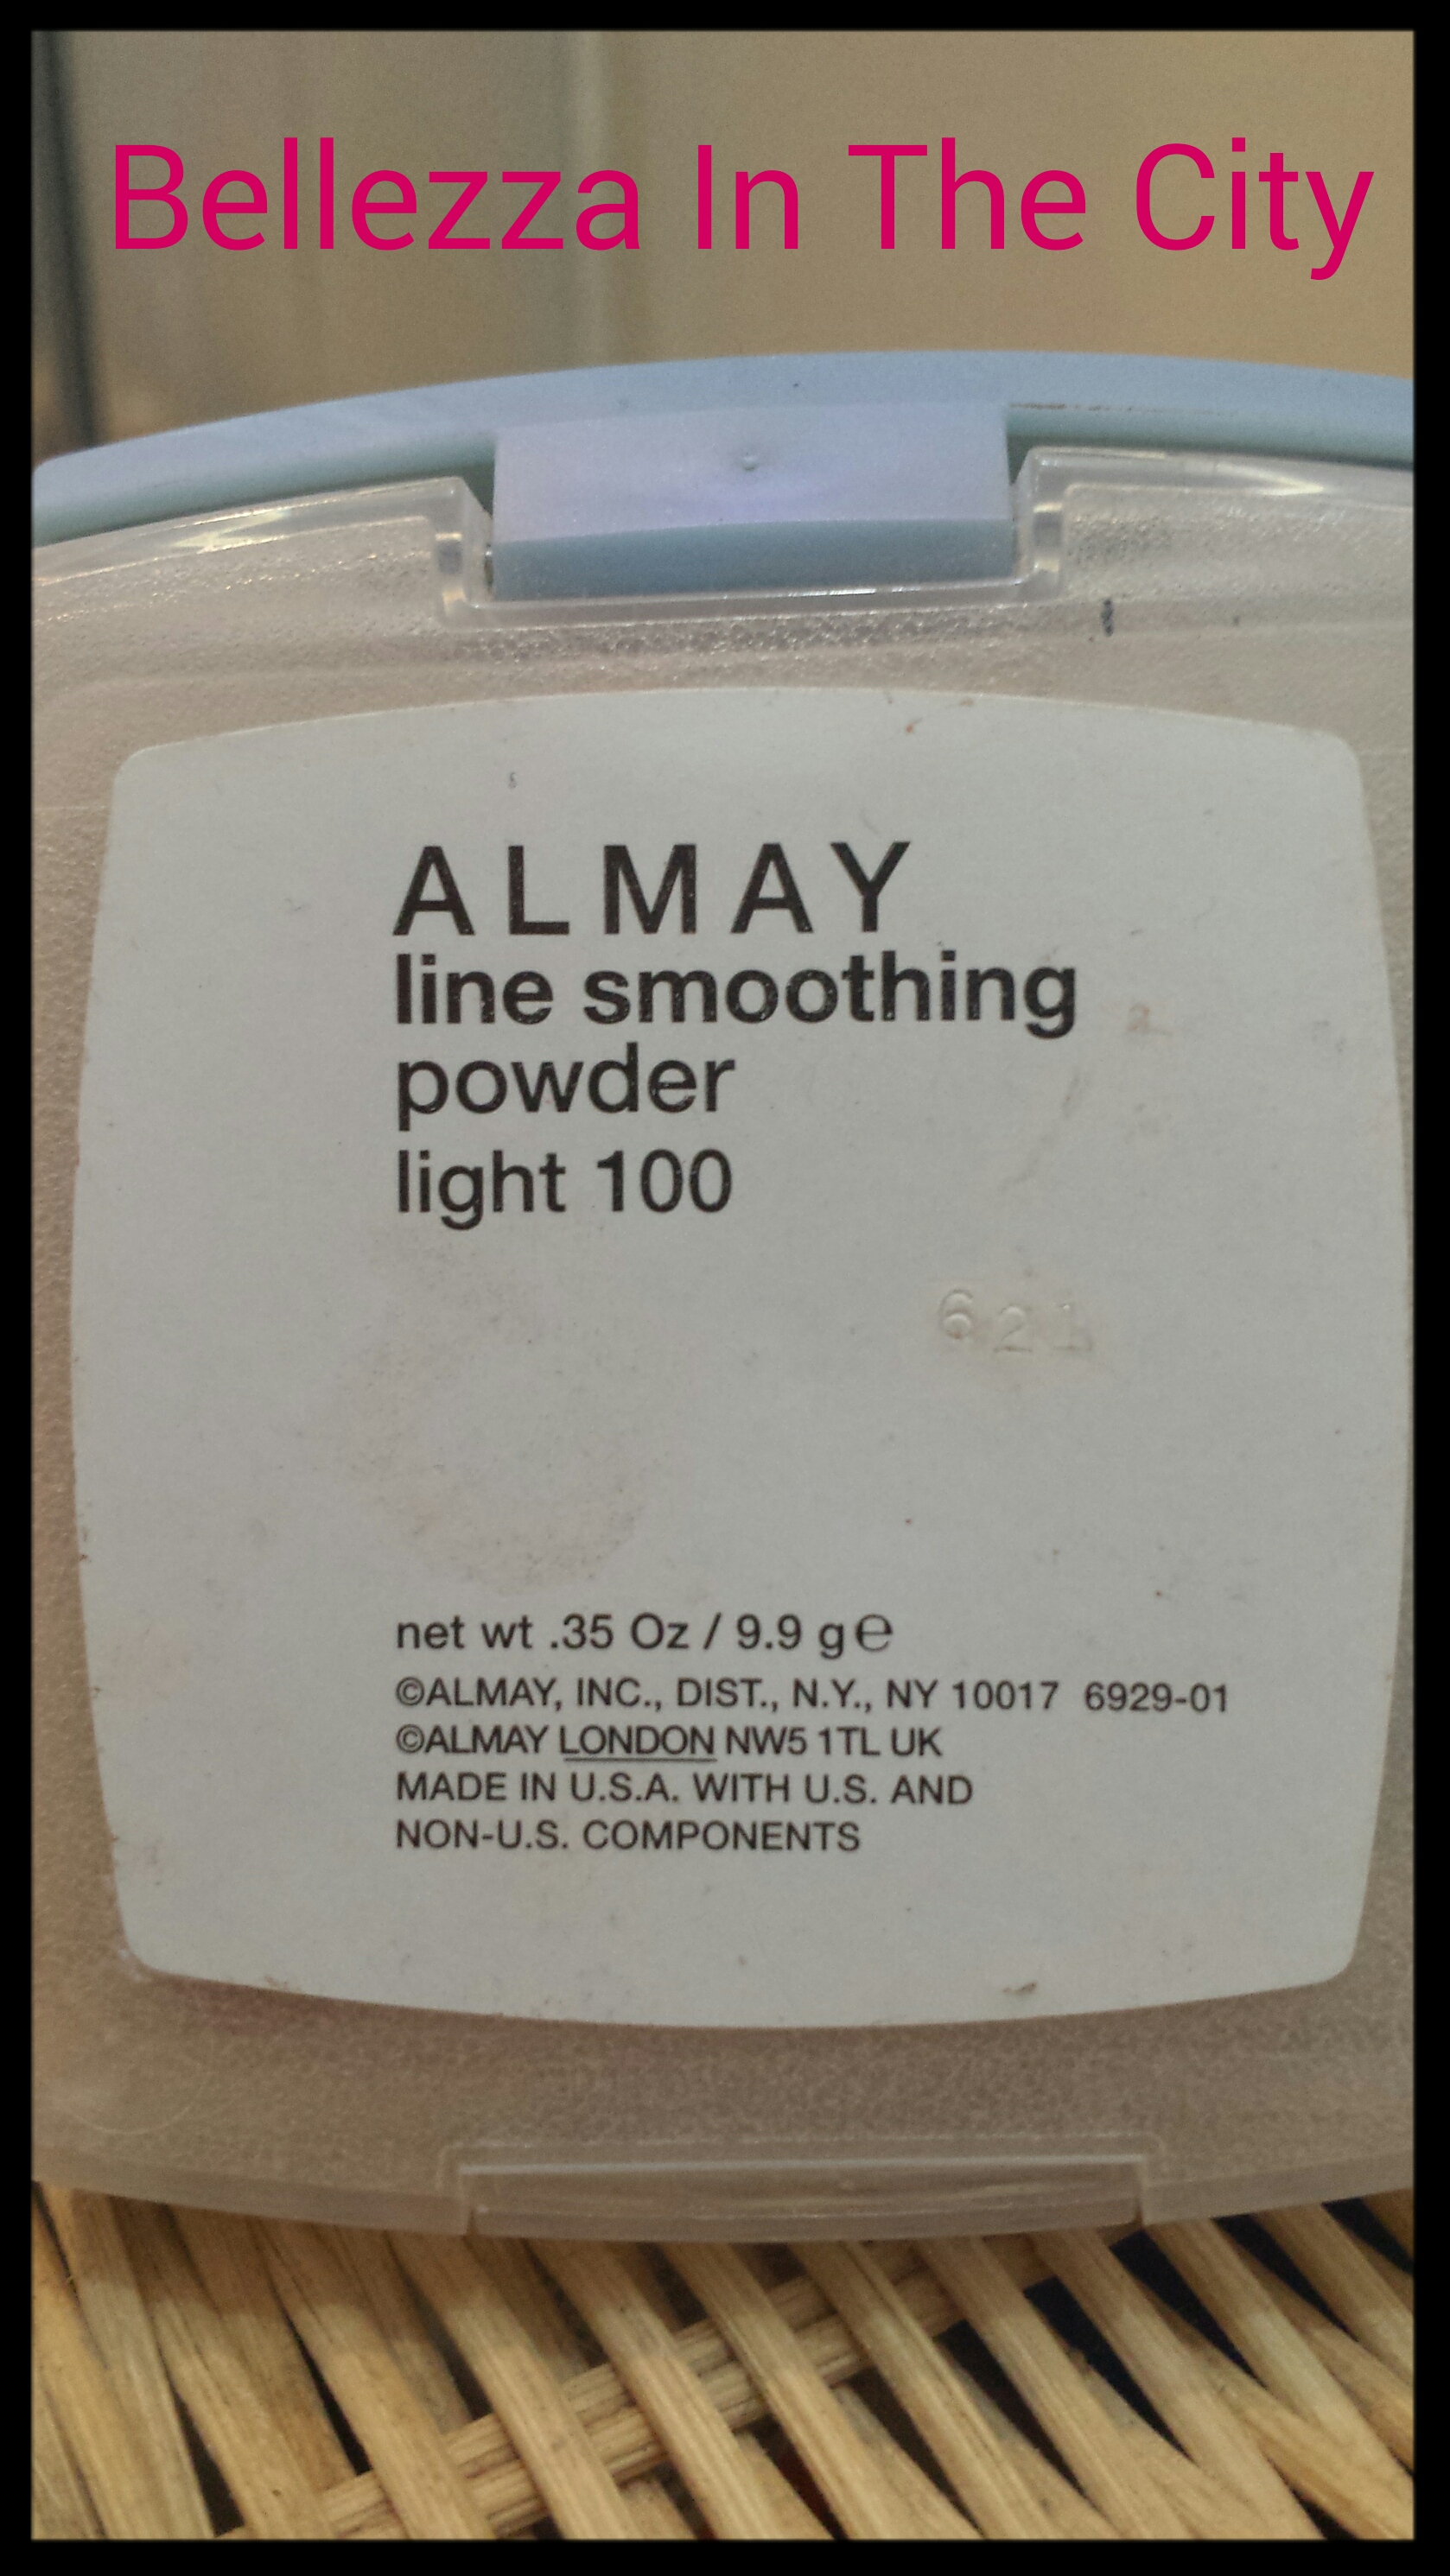 Bellezza In The City
ALMAY
line smoothing
powder
light 100
621
net wt .35 Oz / 9.9 g ℮
©ALMAY, INC., DIST., N.Y., NY 10017 6929-01
©ALMAY LONDON NW5 1TL UK
MADE IN U.S.A. WITH U.S. AND
NON-U.S. COMPONENTS